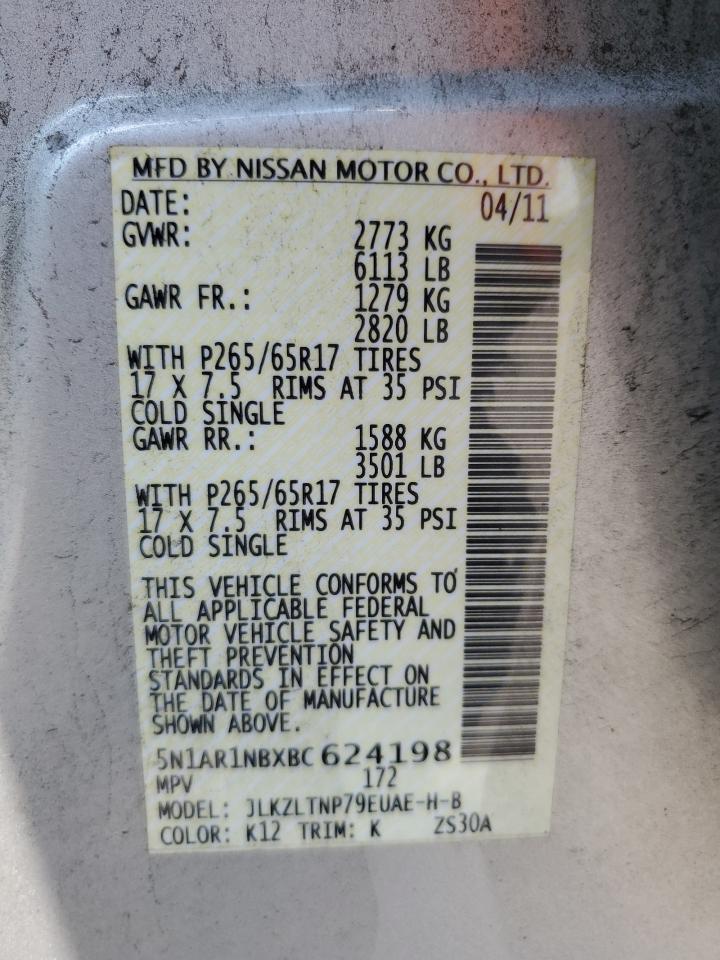 MFD BY NISSAN MOTOR CO., LTD.
DATE: 04/11
GVWR: 2773 KG
6113 LB
GAWR FR.: 1279 KG
2820 LB
WITH P265/65R17 TIRES
17 X 7.5 RIMS AT 35 PSI
COLD SINGLE
GAWR RR.: 1588 KG
3501 LB
WITH P265/65R17 TIRES
17 X 7.5 RIMS AT 35 PSI
COLD SINGLE
THIS VEHICLE CONFORMS TO
ALL APPLICABLE FEDERAL
MOTOR VEHICLE SAFETY AND
THEFT PREVENTION
STANDARDS IN EFFECT ON
THE DATE OF MANUFACTURE
SHOWN ABOVE.
5N1AR1NBXBC624198
MPV 172
MODEL: JLKZLTNP79EUAE-H-B
COLOR: K12 TRIM: K ZS30A